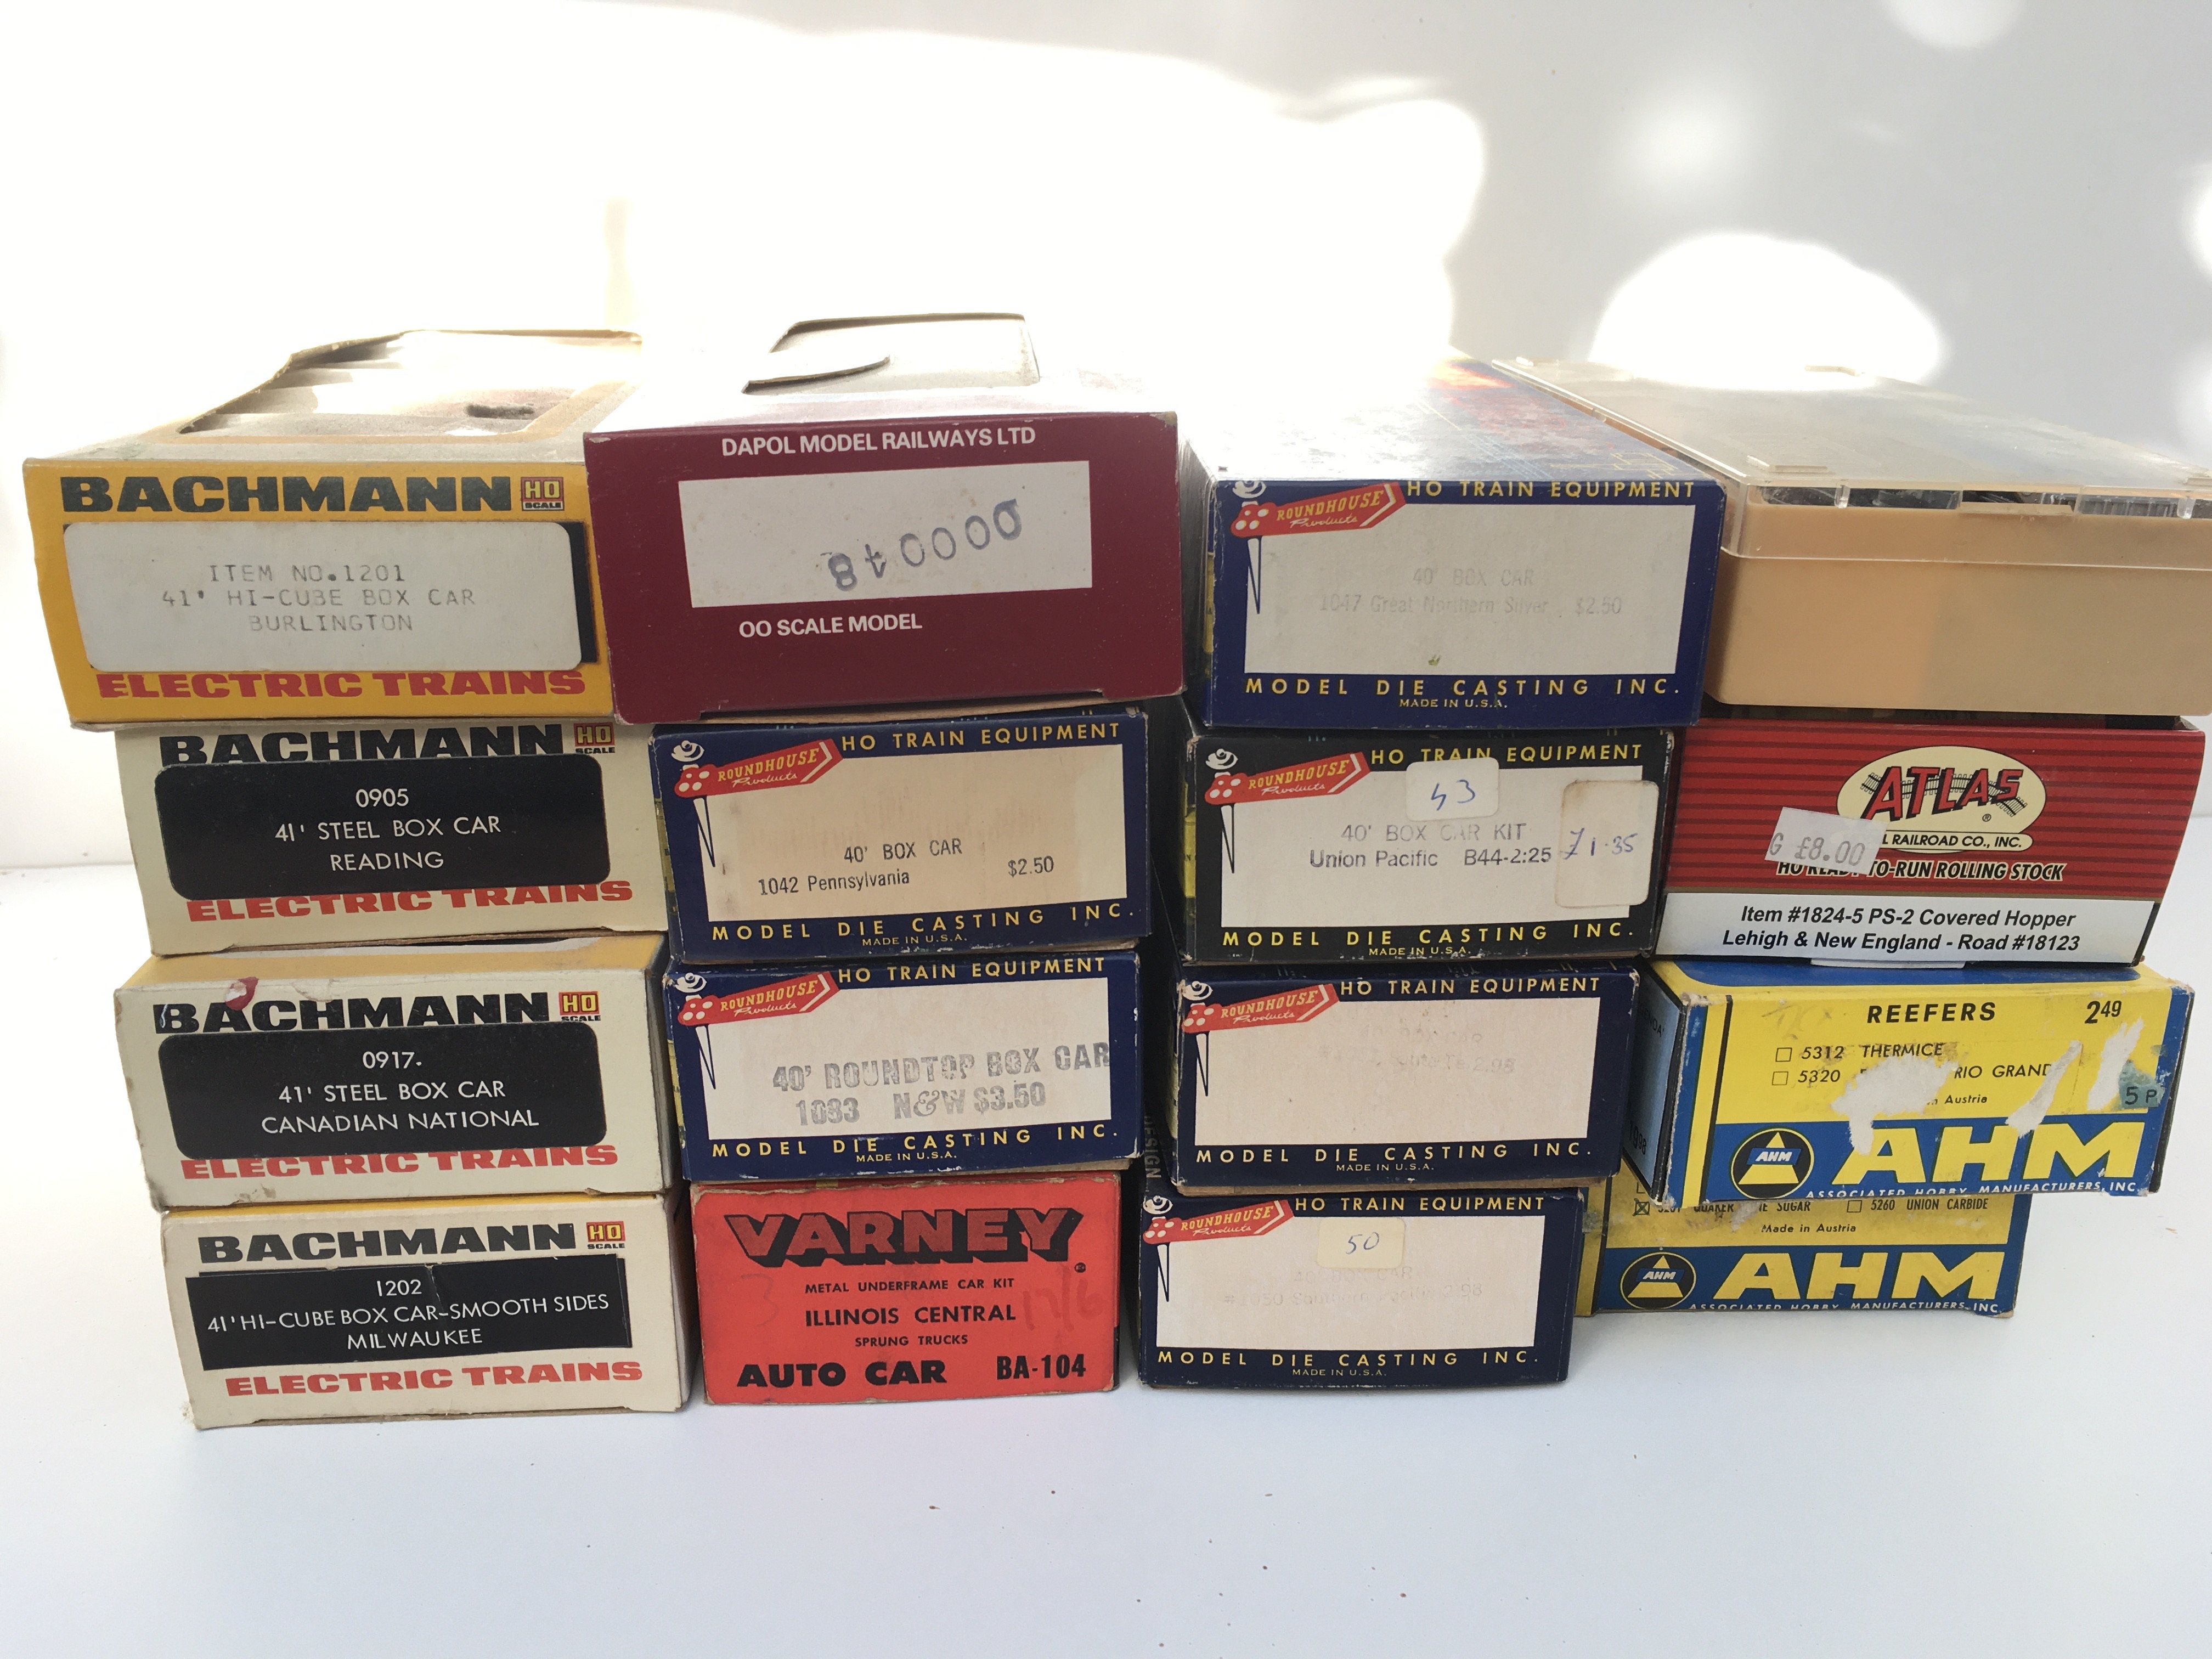 BACHMANN HO SCALE
ITEM NO.1201
41' HI-CUBE BOX CAR
BURLINGTON
ELECTRIC TRAINS
BACHMANN HO SCALE
0905
41' STEEL BOX CAR
READING
ELECTRIC TRAINS
BACHMANN HO SCALE
0917.
41' STEEL BOX CAR
CANADIAN NATIONAL
ELECTRIC TRAINS
BACHMANN HO SCALE
1202
41'HI-CUBE BOX CAR-SMOOTH SIDES
MILWAUKEE
ELECTRIC TRAINS
DAPOL MODEL RAILWAYS LTD
OO SCALE MODEL
HO TRAIN EQUIPMENT
ROUNDHOUSE
Products
40' BOX CAR
1042 Pennsylvania $2.50
MODEL DIE CASTING INC.
MADE IN U.S.A.
HO TRAIN EQUIPMENT
ROUNDHOUSE
Products
40' ROUNDTOP BOX CAR
1083 N&W $3.50
MODEL DIE CASTING INC.
MADE IN U.S.A.
VARNEY
METAL UNDERFRAME CAR KIT
ILLINOIS CENTRAL
SPRUNG TRUCKS
AUTO CAR BA-104
HO TRAIN EQUIPMENT
ROUNDHOUSE
Products
40' BOX CAR
1047 Great Northern Silver $2.50
MODEL DIE CASTING INC.
MADE IN U.S.A.
HO TRAIN EQUIPMENT
ROUNDHOUSE
Products
43
40' BOX CAR KIT
Union Pacific B44-2:25
£1.35
MODEL DIE CASTING INC.
MADE IN U.S.A.
HO TRAIN EQUIPMENT
ROUNDHOUSE
Products
2.98
MODEL DIE CASTING INC.
MADE IN U.S.A.
HO TRAIN EQUIPMENT
ROUNDHOUSE
Products
50
40' BOX CAR
MODEL DIE CASTING INC.
MADE IN U.S.A.
ATLAS
RAILROAD CO., INC.
G £8.00
TO-RUN ROLLING STOCK
Item #1824-5 PS-2 Covered Hopper
Lehigh & New England - Road #18123
REEFERS 2 49
5312 THERMICE
5320 RIO GRANDE
Austria
5P
AHM
AHM
ASSOCIATED HOBBY MANUFACTURERS, INC.
SUGAR 5260 UNION CARBIDE
Made in Austria
AHM
AHM
ASSOCIATED HOBBY MANUFACTURERS, INC.